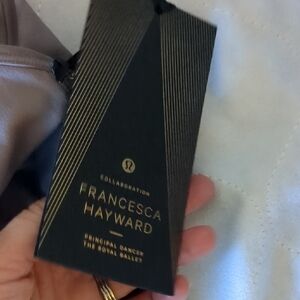 COLLABORATION
FRANCESCA
HAYWARD
PRINCIPAL DANCER
THE ROYAL BALLET